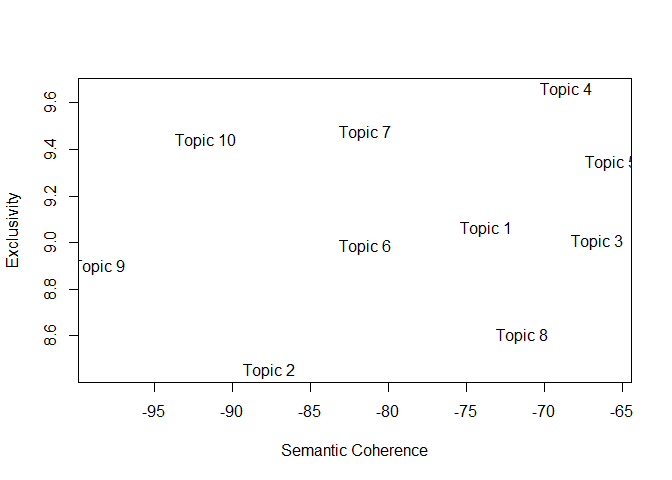 Topic 4
Topic 7
Topic 10
Topic 5
Topic 1
Topic 3
Topic 6
Topic 9
Topic 8
Topic 2
9.6
9.4
9.2
9.0
8.8
8.6
Exclusivity
-95
-90
-85
-80
-75
-70
-65
Semantic Coherence